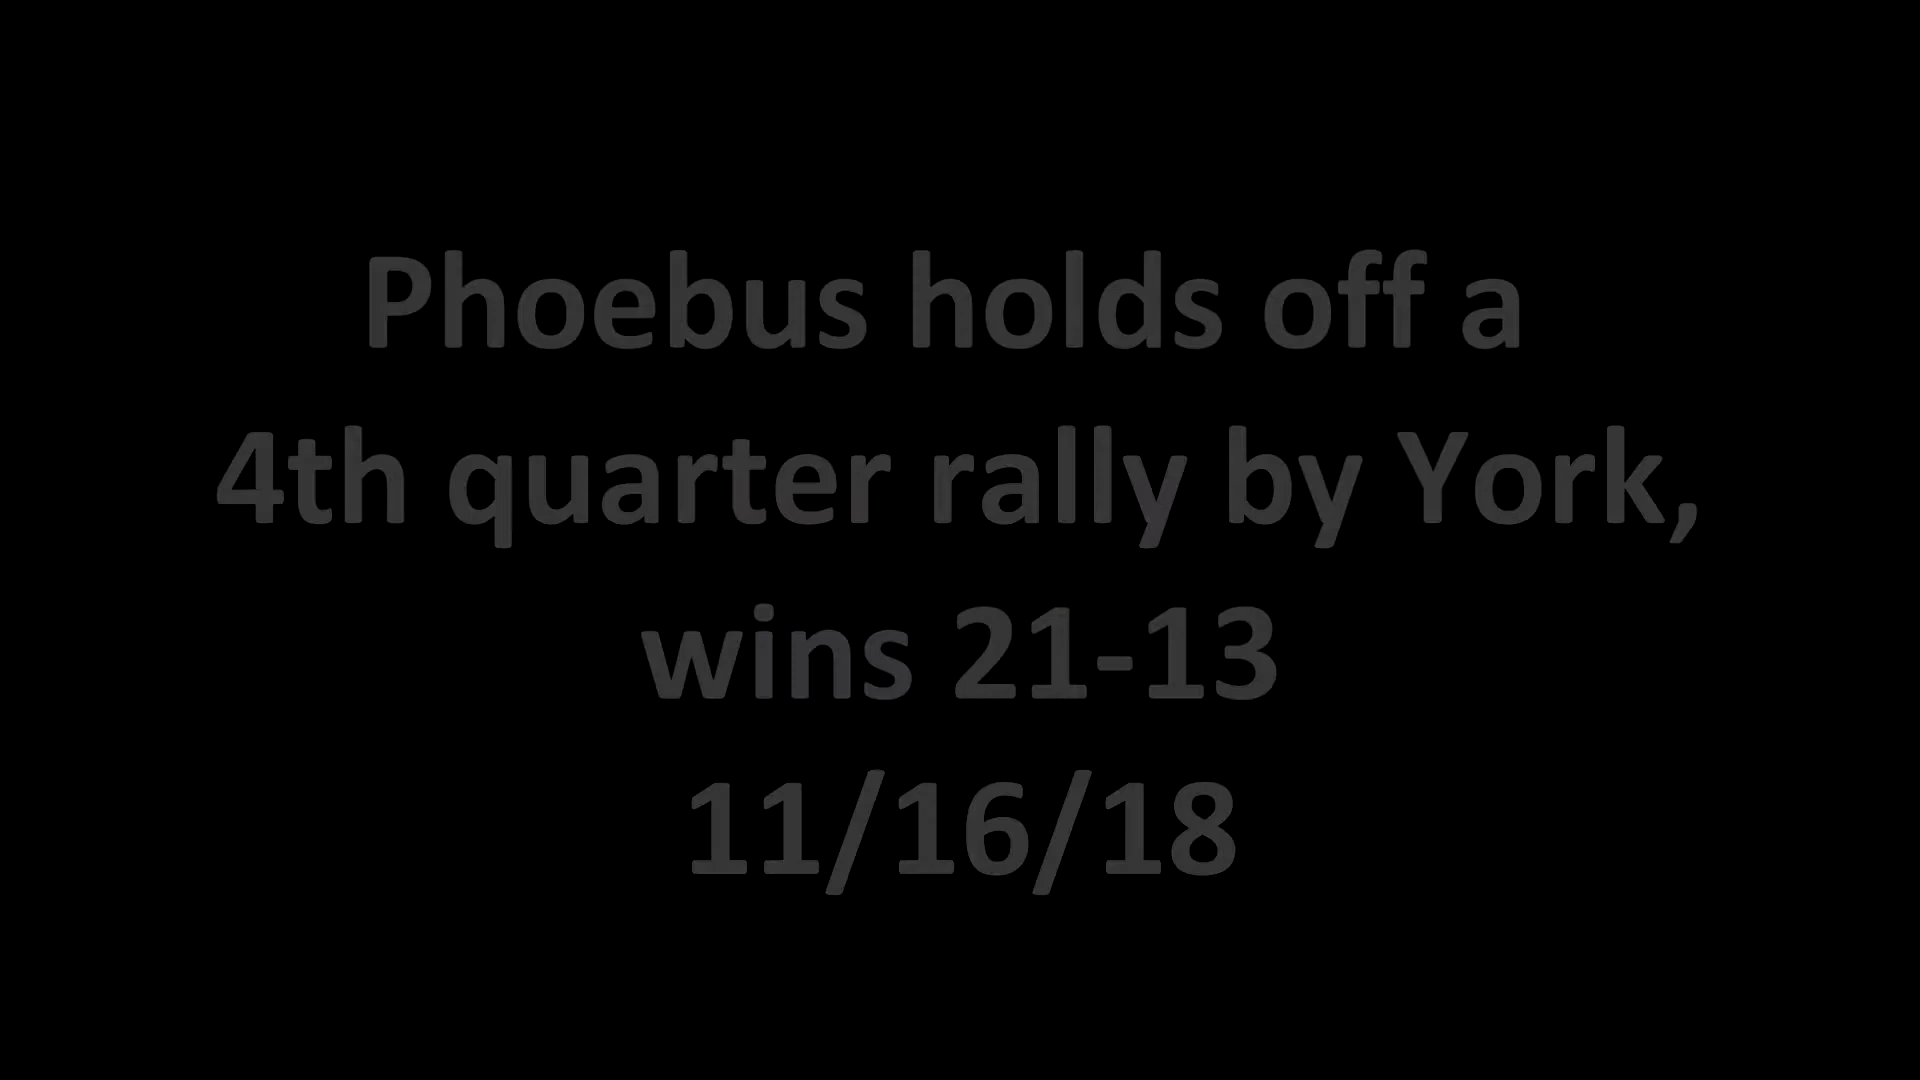 Phoebus holds off a
4th quarter rally by York,
wins 21-13
11/16/18